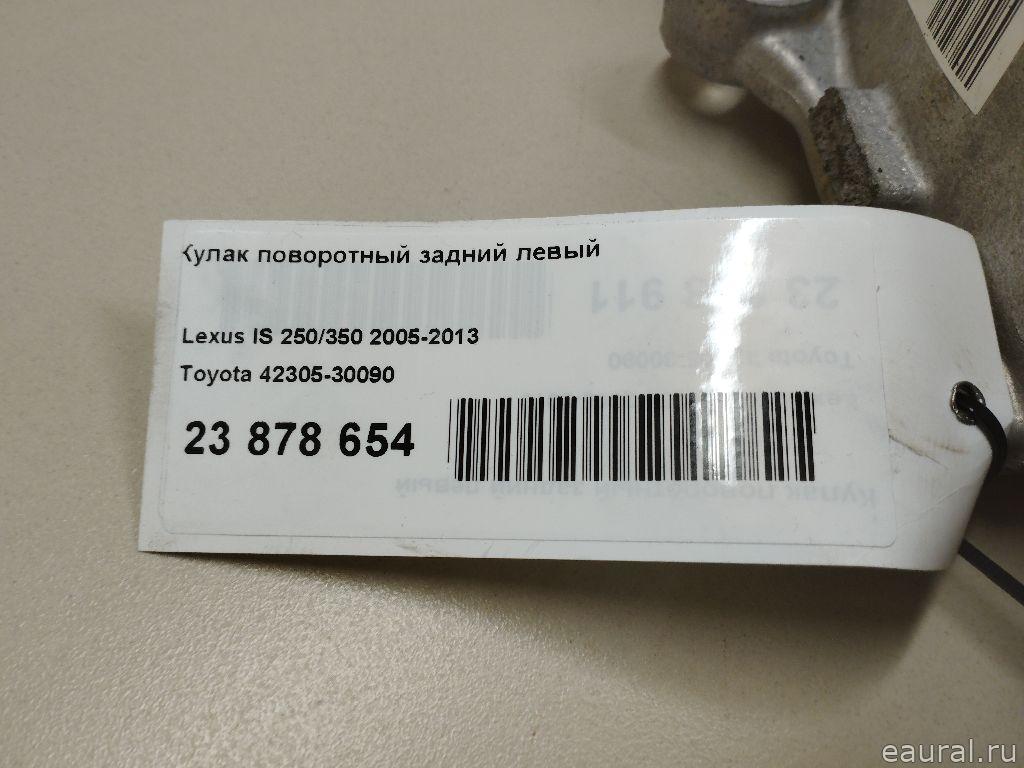 Кулак поворотный задний левый
Lexus IS 250/350 2005-2013
Toyota 42305-30090
23 878 654
eaural.ru